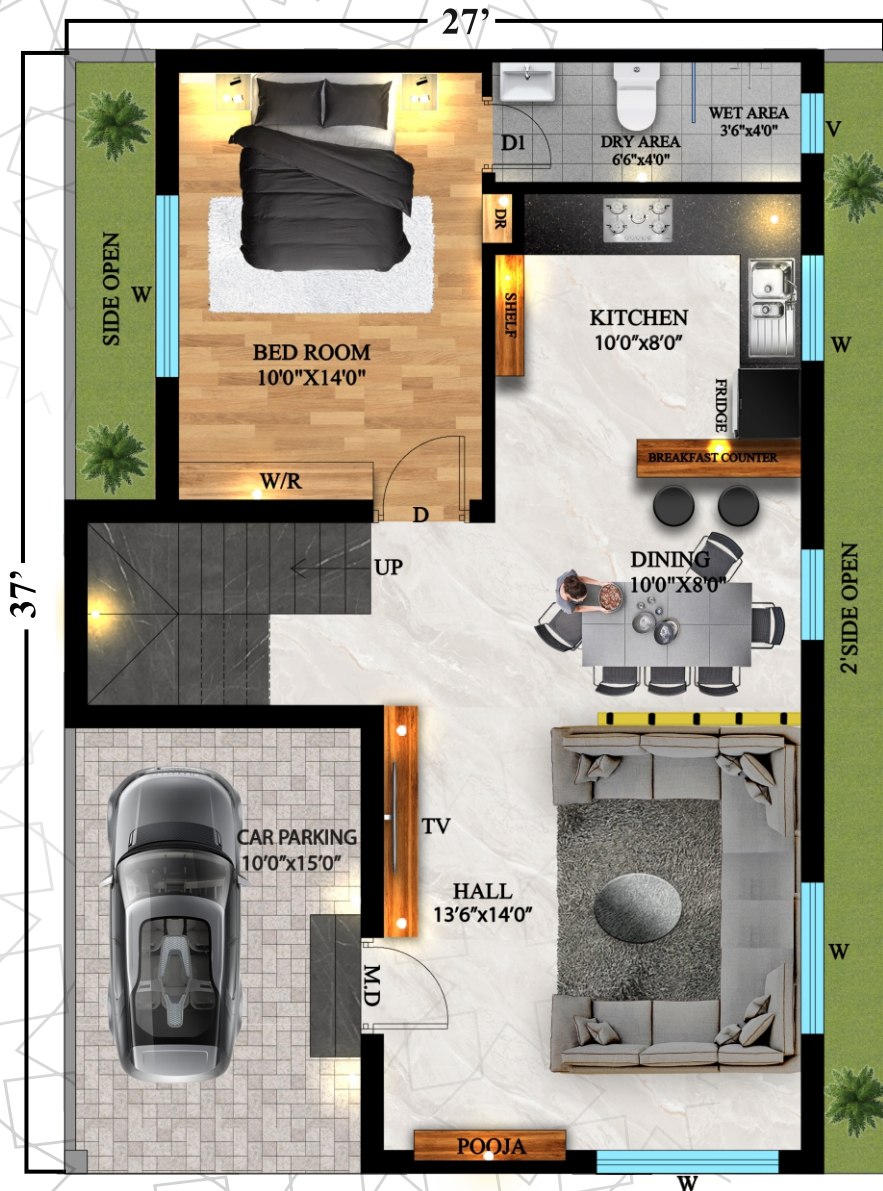 27’
37’
SIDE OPEN
W
BED ROOM
10'0"X14'0"
W/R
D
D1
DRY AREA
6'6"x4'0"
WET AREA
3'6"x4'0"
V
DR
SHELF
KITCHEN
10’0”x8’0”
W
FRIDGE
BREAKFAST COUNTER
UP
DINING
10'0"X8'0"
2'SIDE OPEN
CAR PARKING
10’0”x15’0”
TV
HALL
13’6”x14’0”
W
M.D
POOJA
W